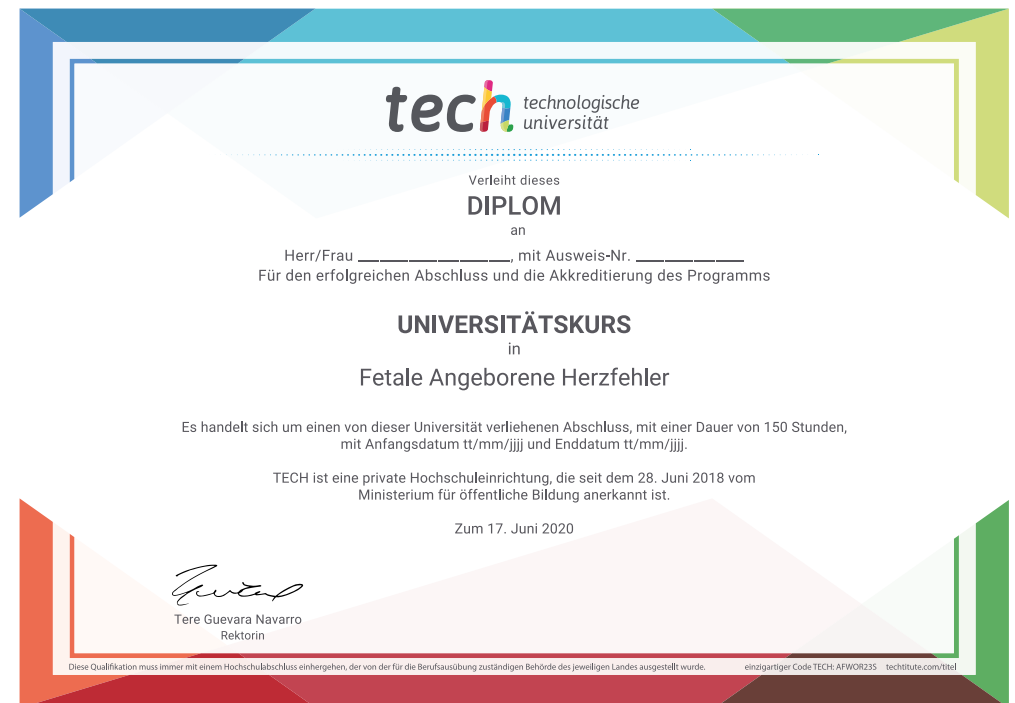 tech technologische
universität
Verleiht dieses
DIPLOM
an
Herr/Frau ____________________, mit Ausweis-Nr. ______________
Für den erfolgreichen Abschluss und die Akkreditierung des Programms
UNIVERSITÄTSKURS
in
Fetale Angeborene Herzfehler
Es handelt sich um einen von dieser Universität verliehenen Abschluss, mit einer Dauer von 150 Stunden,
mit Anfangsdatum tt/mm/jjjj und Enddatum tt/mm/jjjj.
TECH ist eine private Hochschuleinrichtung, die seit dem 28. Juni 2018 vom
Ministerium für öffentliche Bildung anerkannt ist.
Zum 17. Juni 2020
Tere Guevara Navarro
Rektorin
Diese Qualifikation muss immer mit einem Hochschulabschluss einhergehen, der von der für die Berufsausübung zuständigen Behörde des jeweiligen Landes ausgestellt wurde. einzigartiger Code TECH: AFWOR23S techtitute.com/titel